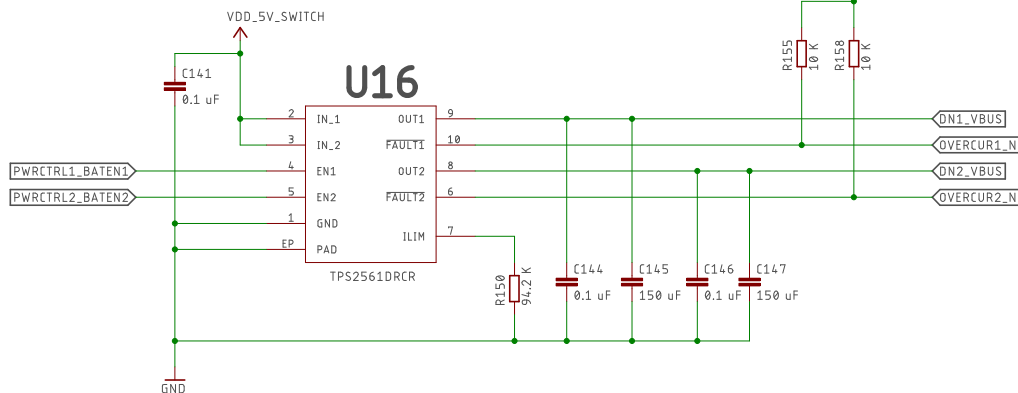 VDD_5V_SWITCH
C141
0.1 uF
U16
R155
10 K
R158
10 K
2
IN_1
OUT1
9
DN1_VBUS
3
IN_2
FAULT1
10
OVERCUR1_N
PWRCTRL1_BATEN1
4
EN1
OUT2
8
DN2_VBUS
PWRCTRL2_BATEN2
5
EN2
FAULT2
6
OVERCUR2_N
1
GND
ILIM
7
EP
PAD
TPS2561DRCR
R150
94.2 K
C144
0.1 uF
C145
150 uF
C146
0.1 uF
C147
150 uF
GND